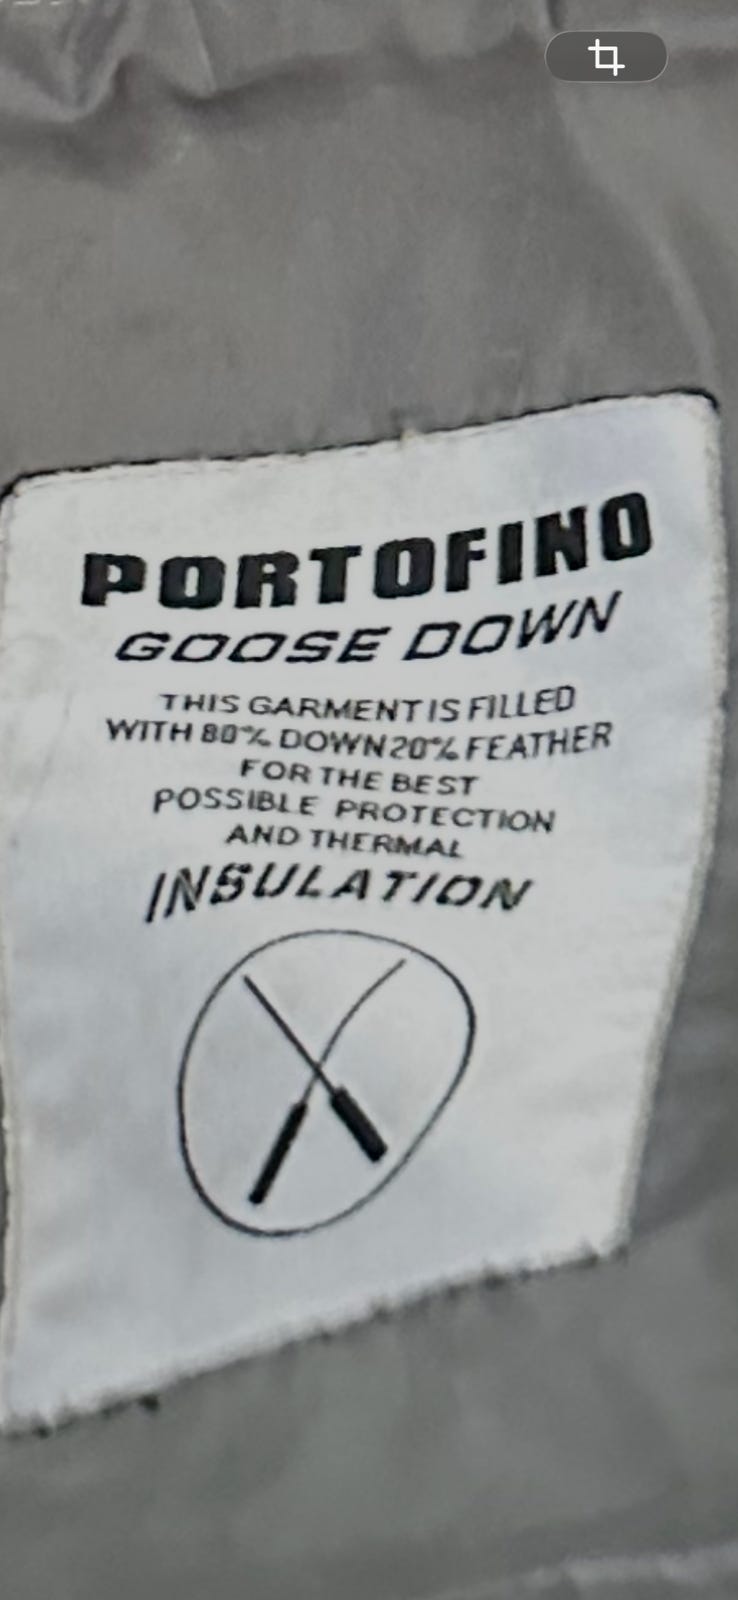 PORTOFINO
GOOSE DOWN
THIS GARMENT IS FILLED
WITH 80% DOWN 20% FEATHER
FOR THE BEST
POSSIBLE PROTECTION
AND THERMAL
INSULATION